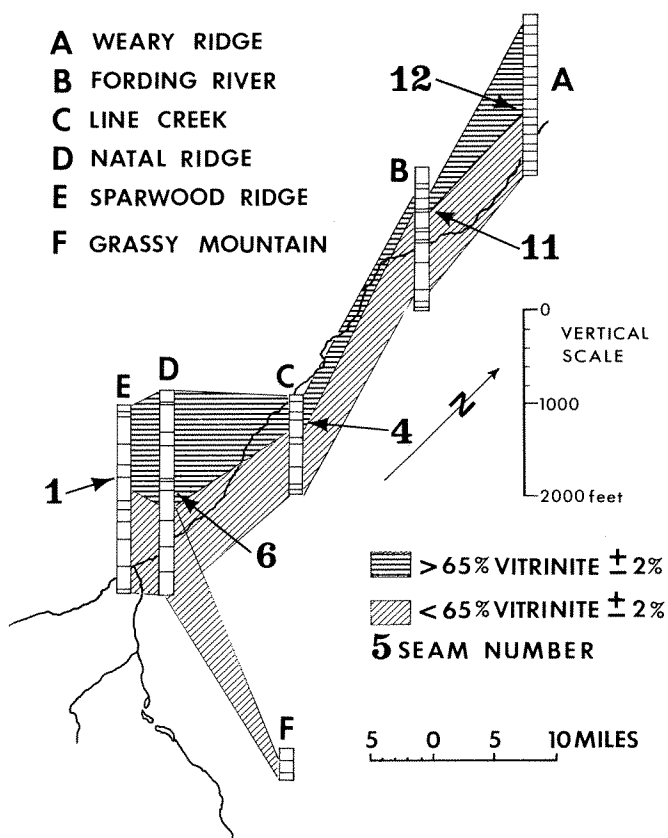 A WEARY RIDGE
B FORDING RIVER
C LINE CREEK
D NATAL RIDGE
E SPARWOOD RIDGE
F GRASSY MOUNTAIN
12
A
B
11
0
VERTICAL
SCALE
1000
2000 feet
N
E
D
C
1
4
6
>65% VITRINITE ± 2%
<65% VITRINITE ± 2%
5 SEAM NUMBER
F
5 0 5 10 MILES